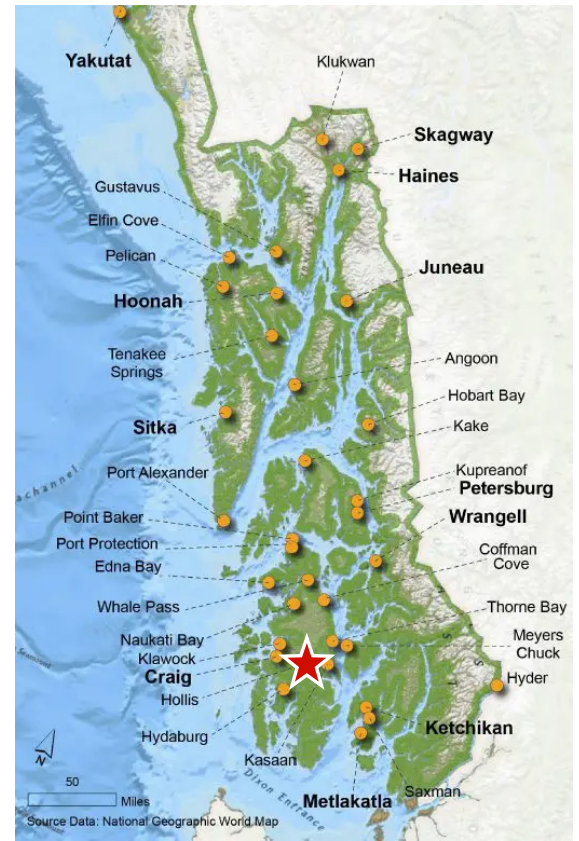 Yakutat
Klukwan
Skagway
Haines
Gustavus
Elfin Cove
Pelican
Juneau
Hoonah
Tenakee
Springs
Angoon
Hobart Bay
Sitka
Kake
Port Alexander
Kupreanof
Petersburg
Point Baker
Wrangell
Port Protection
Coffman
Cove
Edna Bay
Whale Pass
Thorne Bay
Naukati Bay
Meyers
Chuck
Klawock
Craig
Hyder
Hollis
Ketchikan
Hydaburg
Kasaan
Saxman
Metlakatla
Dixon Entrance
N
50
Miles
Source Data: National Geographic World Map